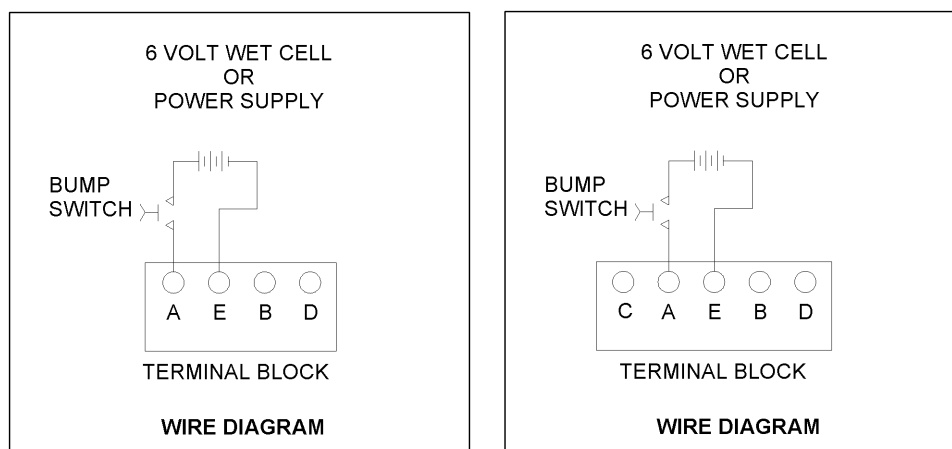 6 VOLT WET CELL
OR
POWER SUPPLY
BUMP
SWITCH
A E B D
TERMINAL BLOCK
WIRE DIAGRAM
6 VOLT WET CELL
OR
POWER SUPPLY
BUMP
SWITCH
C A E B D
TERMINAL BLOCK
WIRE DIAGRAM